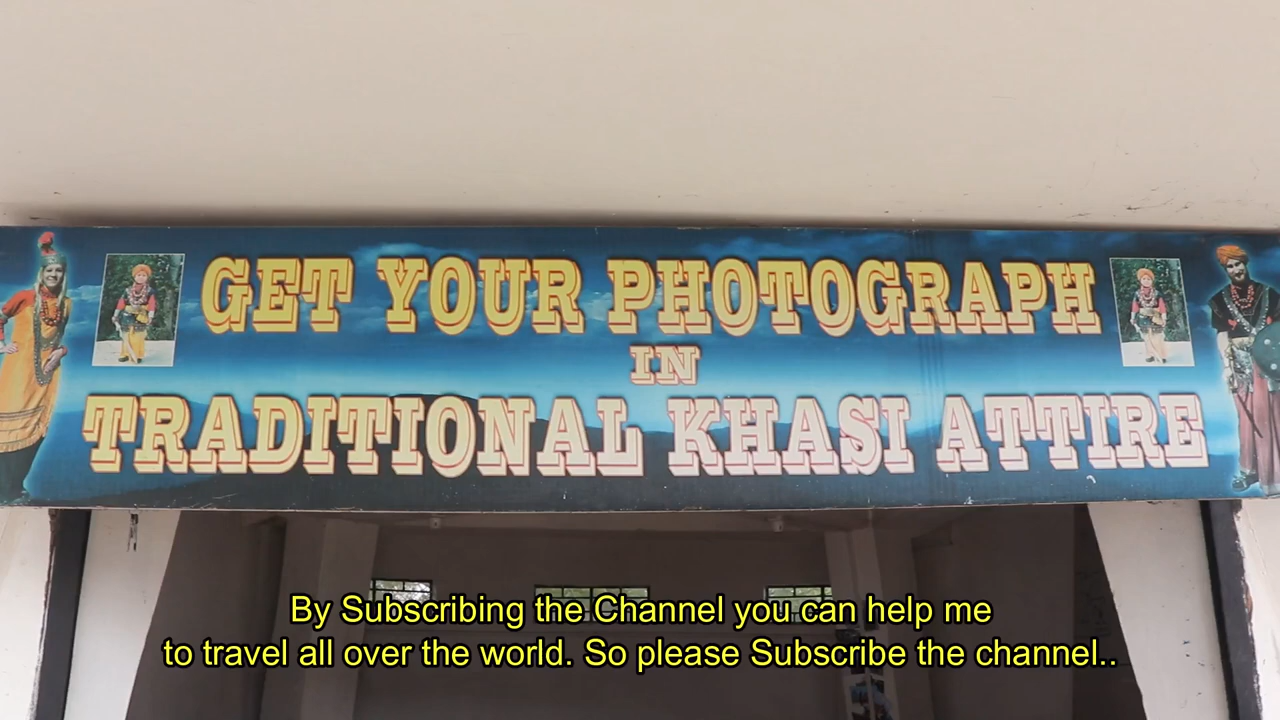 GET YOUR PHOTOGRAPH
IN
TRADITIONAL KHASI ATTIRE
By Subscribing the Channel you can help me
to travel all over the world. So please Subscribe the channel..